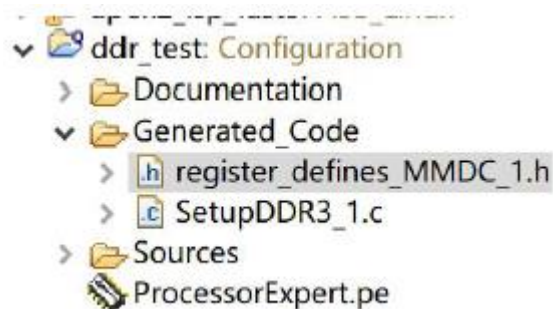 ddr_test: Configuration
Documentation
Generated_Code
.h register_defines_MMDC_1.h
.c SetupDDR3_1.c
Sources
ProcessorExpert.pe